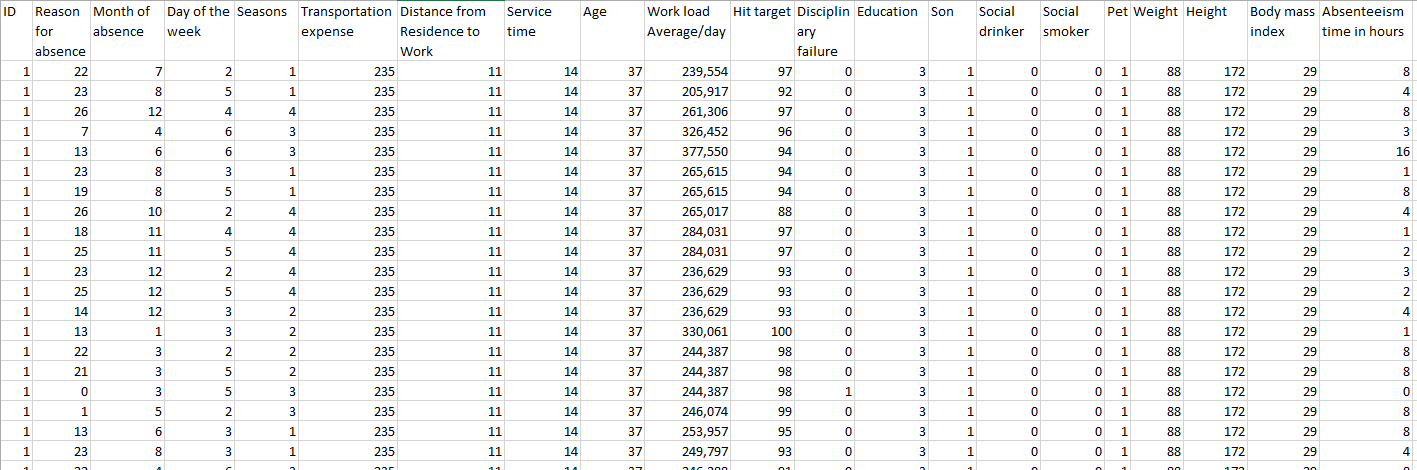 ID Reason for absence Month of absence Day of the week Seasons Transportation expense Distance from Residence to Work Service time Age Work load Average/day Hit target Disciplinary failure Education Son Social drinker Social smoker Pet Weight Height Body mass index Absenteeism time in hours
1 22 7 2 1 235 11 14 37 239,554 97 0 3 1 0 0 1 88 172 29 8
1 23 8 5 1 235 11 14 37 205,917 92 0 3 1 0 0 1 88 172 29 4
1 26 12 4 4 235 11 14 37 261,306 97 0 3 1 0 0 1 88 172 29 8
1 7 4 6 3 235 11 14 37 326,452 96 0 3 1 0 0 1 88 172 29 3
1 13 6 6 3 235 11 14 37 377,550 94 0 3 1 0 0 1 88 172 29 16
1 23 8 3 1 235 11 14 37 265,615 94 0 3 1 0 0 1 88 172 29 1
1 19 8 5 1 235 11 14 37 265,615 94 0 3 1 0 0 1 88 172 29 8
1 26 10 2 4 235 11 14 37 265,017 88 0 3 1 0 0 1 88 172 29 4
1 18 11 4 4 235 11 14 37 284,031 97 0 3 1 0 0 1 88 172 29 1
1 25 11 5 4 235 11 14 37 284,031 97 0 3 1 0 0 1 88 172 29 2
1 23 12 2 4 235 11 14 37 236,629 93 0 3 1 0 0 1 88 172 29 3
1 25 12 5 4 235 11 14 37 236,629 93 0 3 1 0 0 1 88 172 29 2
1 14 12 3 2 235 11 14 37 236,629 93 0 3 1 0 0 1 88 172 29 4
1 13 1 3 2 235 11 14 37 330,061 100 0 3 1 0 0 1 88 172 29 1
1 22 3 2 2 235 11 14 37 244,387 98 0 3 1 0 0 1 88 172 29 8
1 21 3 5 2 235 11 14 37 244,387 98 0 3 1 0 0 1 88 172 29 8
1 0 3 5 3 235 11 14 37 244,387 98 1 3 1 0 0 1 88 172 29 0
1 1 5 2 3 235 11 14 37 246,074 99 0 3 1 0 0 1 88 172 29 8
1 13 6 3 1 235 11 14 37 253,957 95 0 3 1 0 0 1 88 172 29 8
1 23 8 3 1 235 11 14 37 249,797 93 0 3 1 0 0 1 88 172 29 4